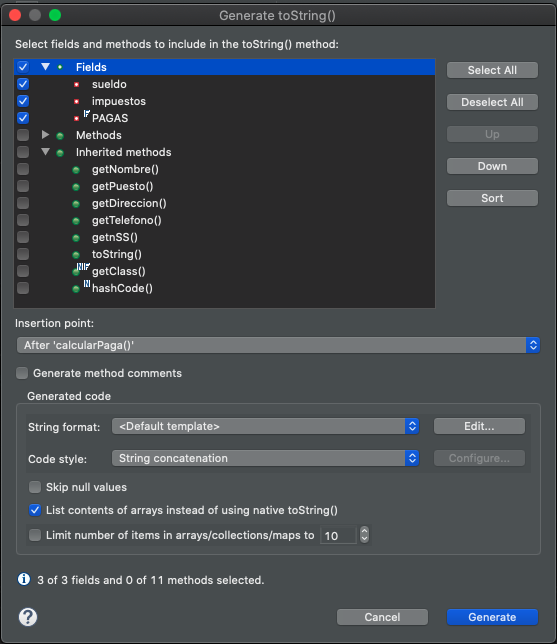 Generate toString()
Select fields and methods to include in the toString() method:
Fields
sueldo
impuestos
PAGAS
Methods
Inherited methods
getNombre()
getPuesto()
getDireccion()
getTelefono()
getnSS()
toString()
getClass()
hashCode()
Select All
Deselect All
Up
Down
Sort
Insertion point:
After 'calcularPaga()'
Generate method comments
Generated code
String format: <Default template> Edit...
Code style: String concatenation Configure...
Skip null values
List contents of arrays instead of using native toString()
Limit number of items in arrays/collections/maps to 10
3 of 3 fields and 0 of 11 methods selected.
? Cancel Generate